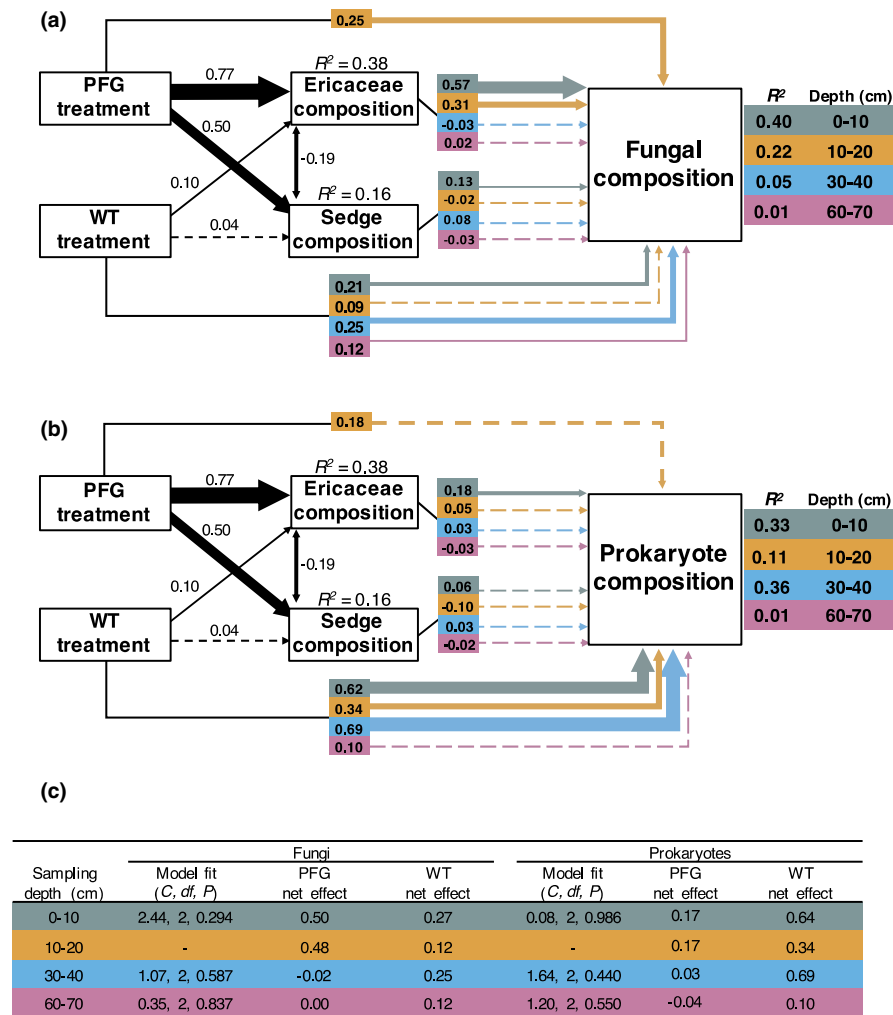 (a)
0.25
PFG
treatment
WT
treatment
0.77
0.50
0.10
0.04
R² = 0.38
Ericaceae
composition
-0.19
R² = 0.16
Sedge
composition
0.57
0.31
-0.03
0.02
0.13
-0.02
0.08
-0.03
0.21
0.09
0.25
0.12
Fungal
composition
R² Depth (cm)
0.40 0-10
0.22 10-20
0.05 30-40
0.01 60-70
(b)
0.18
PFG
treatment
WT
treatment
0.77
0.50
0.10
0.04
R² = 0.38
Ericaceae
composition
-0.19
R² = 0.16
Sedge
composition
0.18
0.05
0.03
-0.03
0.06
-0.10
0.03
-0.02
0.62
0.34
0.69
0.10
Prokaryote
composition
R² Depth (cm)
0.33 0-10
0.11 10-20
0.36 30-40
0.01 60-70
(c)
Fungi Prokaryotes
Sampling Model fit PFG WT Model fit PFG WT
depth (cm) (C, df, P) net effect net effect (C, df, P) net effect net effect
0-10 2.44, 2, 0.294 0.50 0.27 0.08, 2, 0.986 0.17 0.64
10-20 - 0.48 0.12 - 0.17 0.34
30-40 1.07, 2, 0.587 -0.02 0.25 1.64, 2, 0.440 0.03 0.69
60-70 0.35, 2, 0.837 0.00 0.12 1.20, 2, 0.550 -0.04 0.10